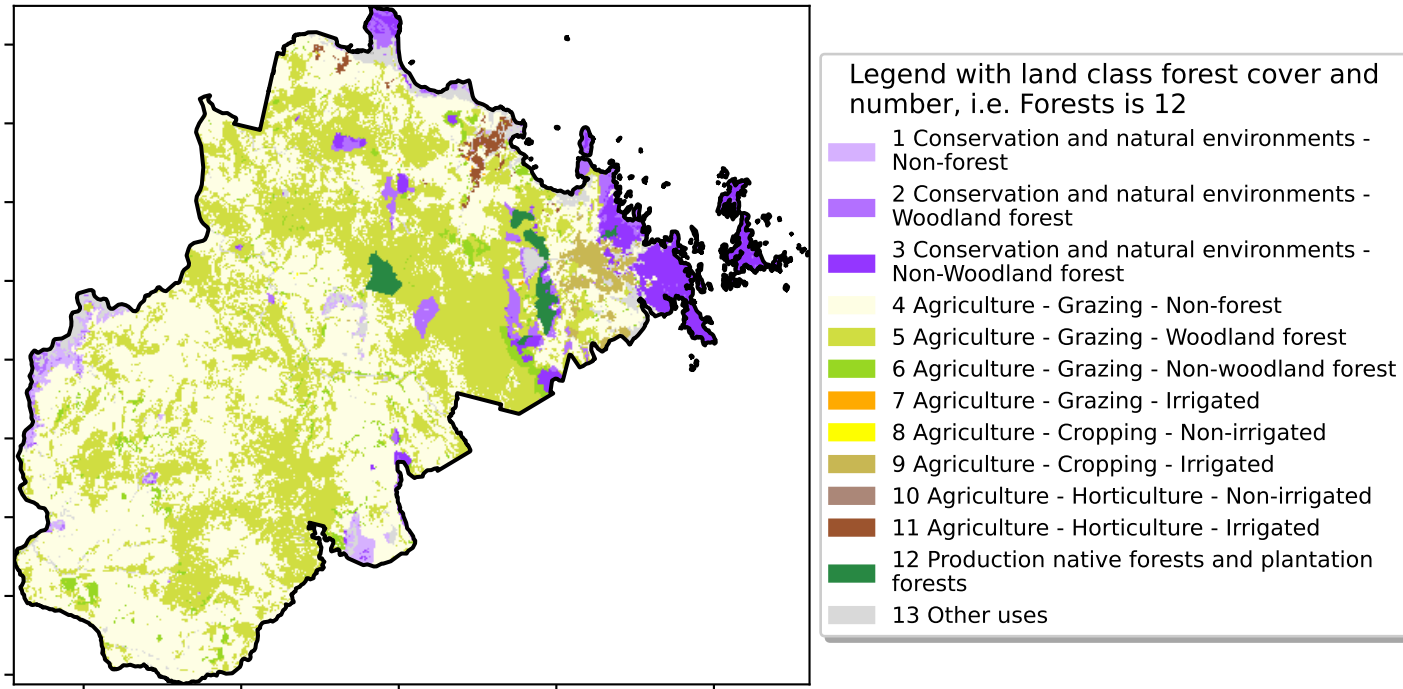 Legend with land class forest cover and
number, i.e. Forests is 12
1 Conservation and natural environments -
Non-forest
2 Conservation and natural environments -
Woodland forest
3 Conservation and natural environments -
Non-Woodland forest
4 Agriculture - Grazing - Non-forest
5 Agriculture - Grazing - Woodland forest
6 Agriculture - Grazing - Non-woodland forest
7 Agriculture - Grazing - Irrigated
8 Agriculture - Cropping - Non-irrigated
9 Agriculture - Cropping - Irrigated
10 Agriculture - Horticulture - Non-irrigated
11 Agriculture - Horticulture - Irrigated
12 Production native forests and plantation
forests
13 Other uses